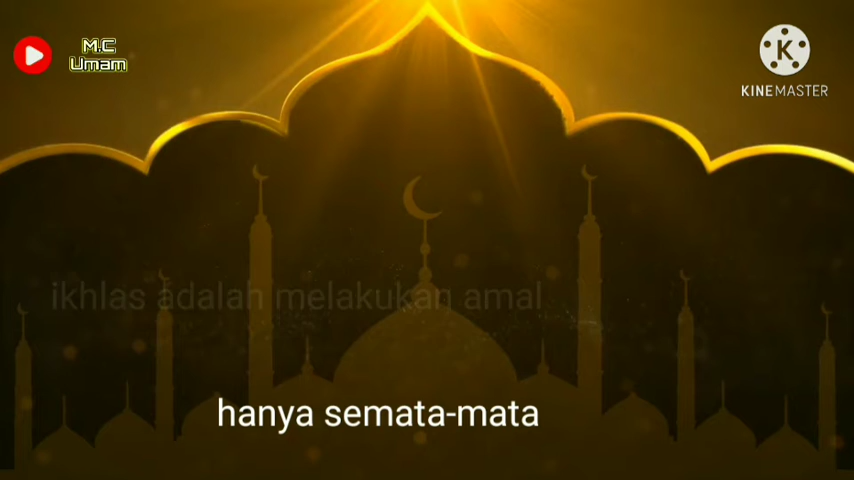 M.C
Umam
K
KINEMASTER
ikhlas adalah melakukan amal
hanya semata-mata